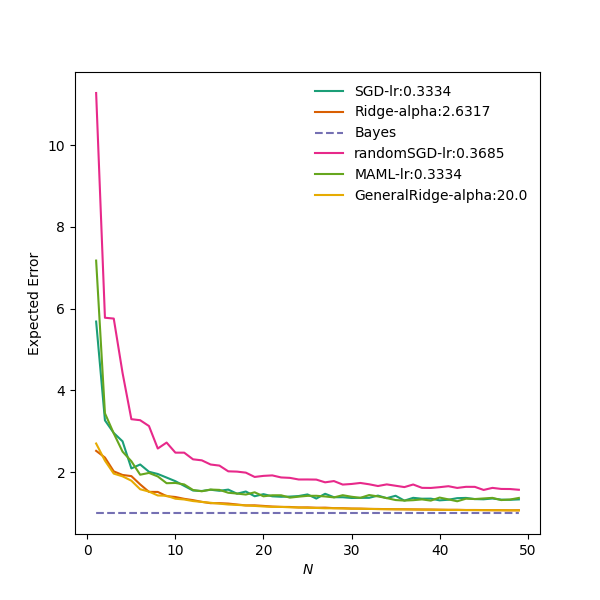 SGD-lr:0.3334
Ridge-alpha:2.6317
Bayes
randomSGD-lr:0.3685
MAML-lr:0.3334
GeneralRidge-alpha:20.0
Expected Error
10
8
6
4
2
0 10 20 30 40 50
N